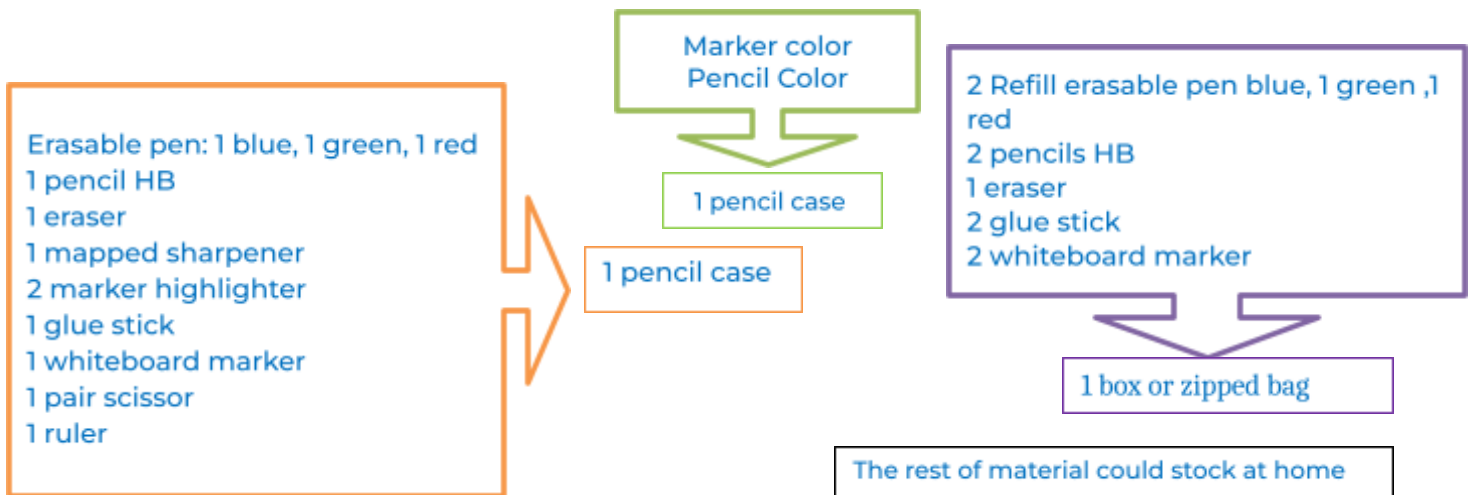 Marker color
Pencil Color
1 pencil case
Erasable pen: 1 blue, 1 green, 1 red
1 pencil HB
1 eraser
1 mapped sharpener
2 marker highlighter
1 glue stick
1 whiteboard marker
1 pair scissor
1 ruler
1 pencil case
2 Refill erasable pen blue, 1 green ,1
red
2 pencils HB
1 eraser
2 glue stick
2 whiteboard marker
1 box or zipped bag
The rest of material could stock at home